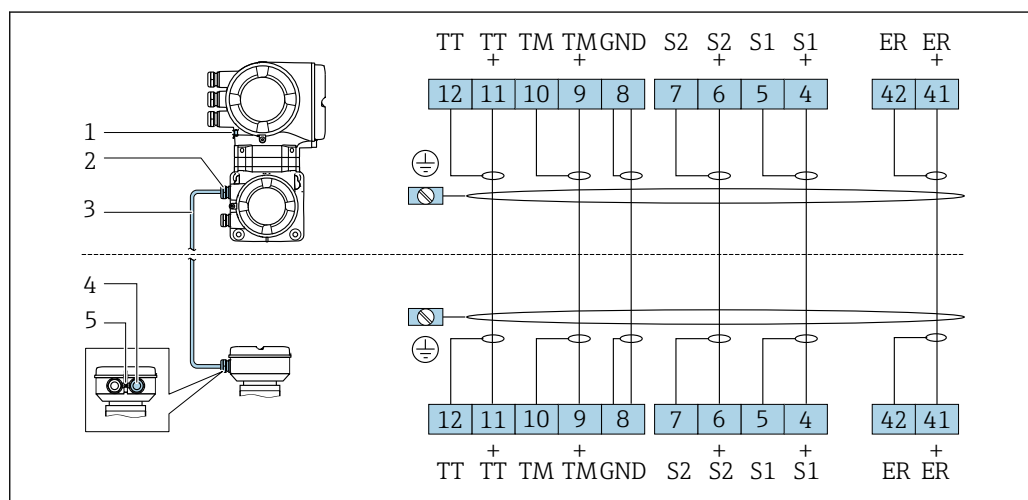 TT TT TM TM GND S2 S2 S1 S1 ER ER
+ + + + +
12 11 10 9 8 7 6 5 4 42 41
1
2
3
4
5
12 11 10 9 8 7 6 5 4 42 41
+ + + + +
TT TT TM TM GND S2 S2 S1 S1 ER ER